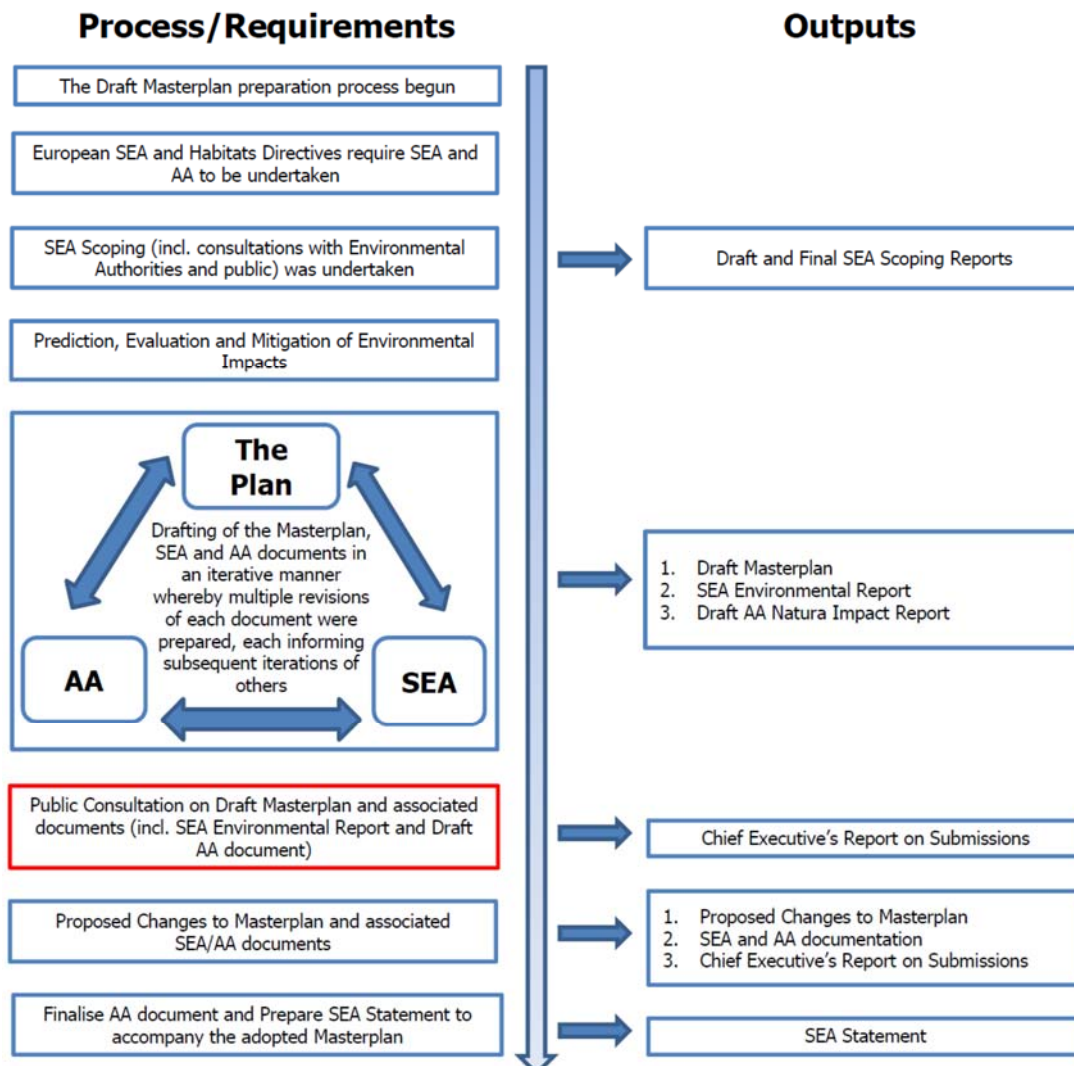 Process/Requirements
Outputs
The Draft Masterplan preparation process begun
European SEA and Habitats Directives require SEA and
AA to be undertaken
SEA Scoping (incl. consultations with Environmental
Authorities and public) was undertaken
Draft and Final SEA Scoping Reports
Prediction, Evaluation and Mitigation of Environmental
Impacts
The
Plan
Drafting of the Masterplan,
SEA and AA documents in
an iterative manner
whereby multiple revisions
of each document were
prepared, each informing
subsequent iterations of
others
AA
SEA
1. Draft Masterplan
2. SEA Environmental Report
3. Draft AA Natura Impact Report
Public Consultation on Draft Masterplan and associated
documents (incl. SEA Environmental Report and Draft
AA document)
Chief Executive’s Report on Submissions
Proposed Changes to Masterplan and associated
SEA/AA documents
1. Proposed Changes to Masterplan
2. SEA and AA documentation
3. Chief Executive’s Report on Submissions
Finalise AA document and Prepare SEA Statement to
accompany the adopted Masterplan
SEA Statement